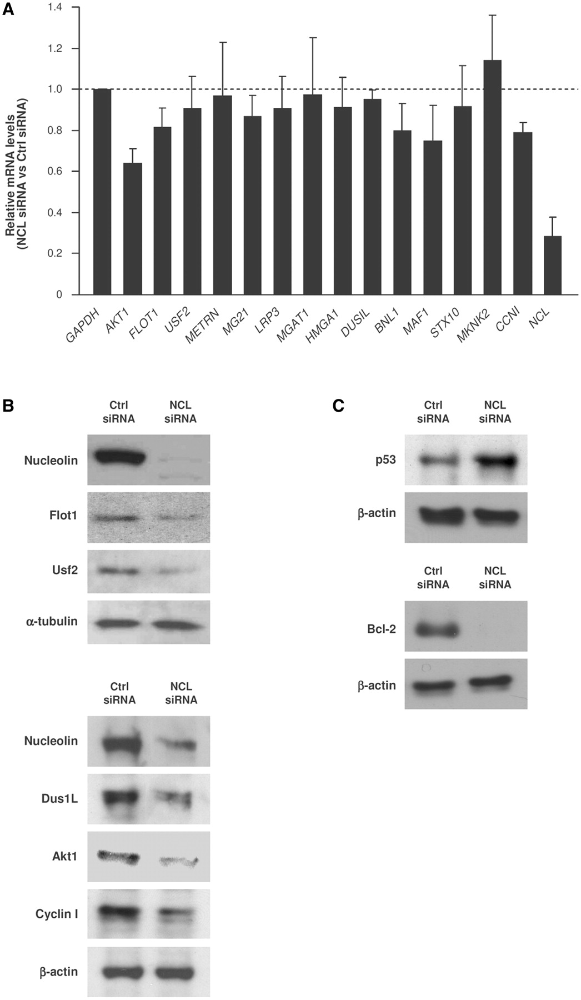 A
Relative mRNA levels
(NCL siRNA vs Ctrl siRNA)
1.4
1.2
1.0
0.8
0.6
0.4
0.2
0
GAPDH
AKT1
FLOT1
USF2
METRN
MG21
LRP3
MGAT1
HMGA1
DUSIL
BNL1
MAF1
STX10
MKNK2
CCNI
NCL
B
Ctrl siRNA
NCL siRNA
Nucleolin
Flot1
Usf2
α-tubulin
Ctrl siRNA
NCL siRNA
Nucleolin
Dus1L
Akt1
Cyclin I
β-actin
C
Ctrl siRNA
NCL siRNA
p53
β-actin
Ctrl siRNA
NCL siRNA
Bcl-2
β-actin